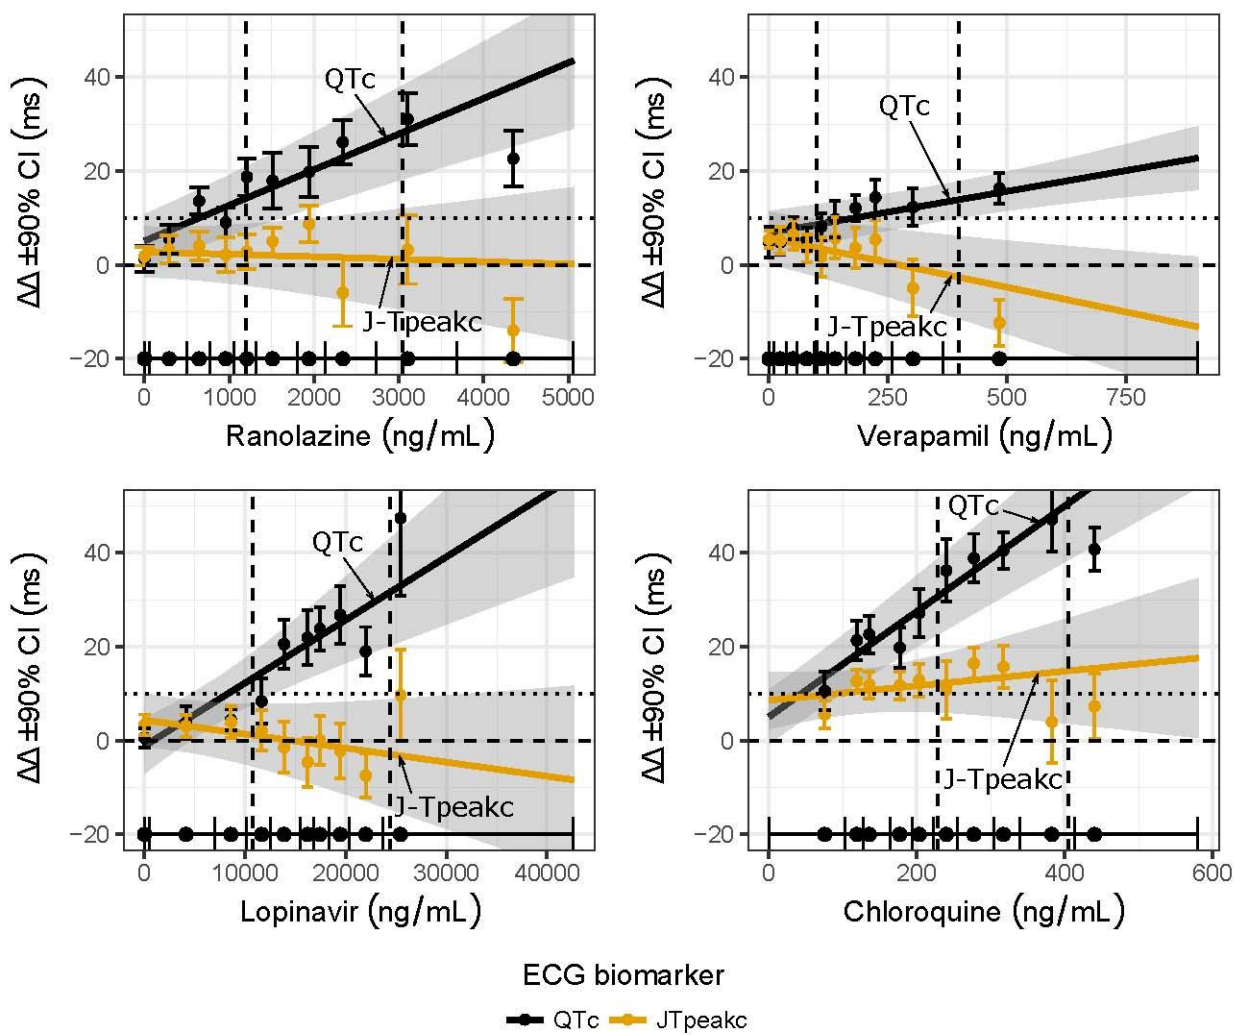 ΔΔ ±90% CI (ms)
40
20
0
−20
QTc
J-Tpeakc
0 1000 2000 3000 4000 5000
Ranolazine (ng/mL)
ΔΔ ±90% CI (ms)
40
20
0
−20
QTc
J-Tpeakc
0 250 500 750
Verapamil (ng/mL)
ΔΔ ±90% CI (ms)
40
20
0
−20
QTc
J-Tpeakc
0 10000 20000 30000 40000
Lopinavir (ng/mL)
ΔΔ ±90% CI (ms)
40
20
0
−20
QTc
J-Tpeakc
0 200 400 600
Chloroquine (ng/mL)
ECG biomarker
QTc JTpeakc